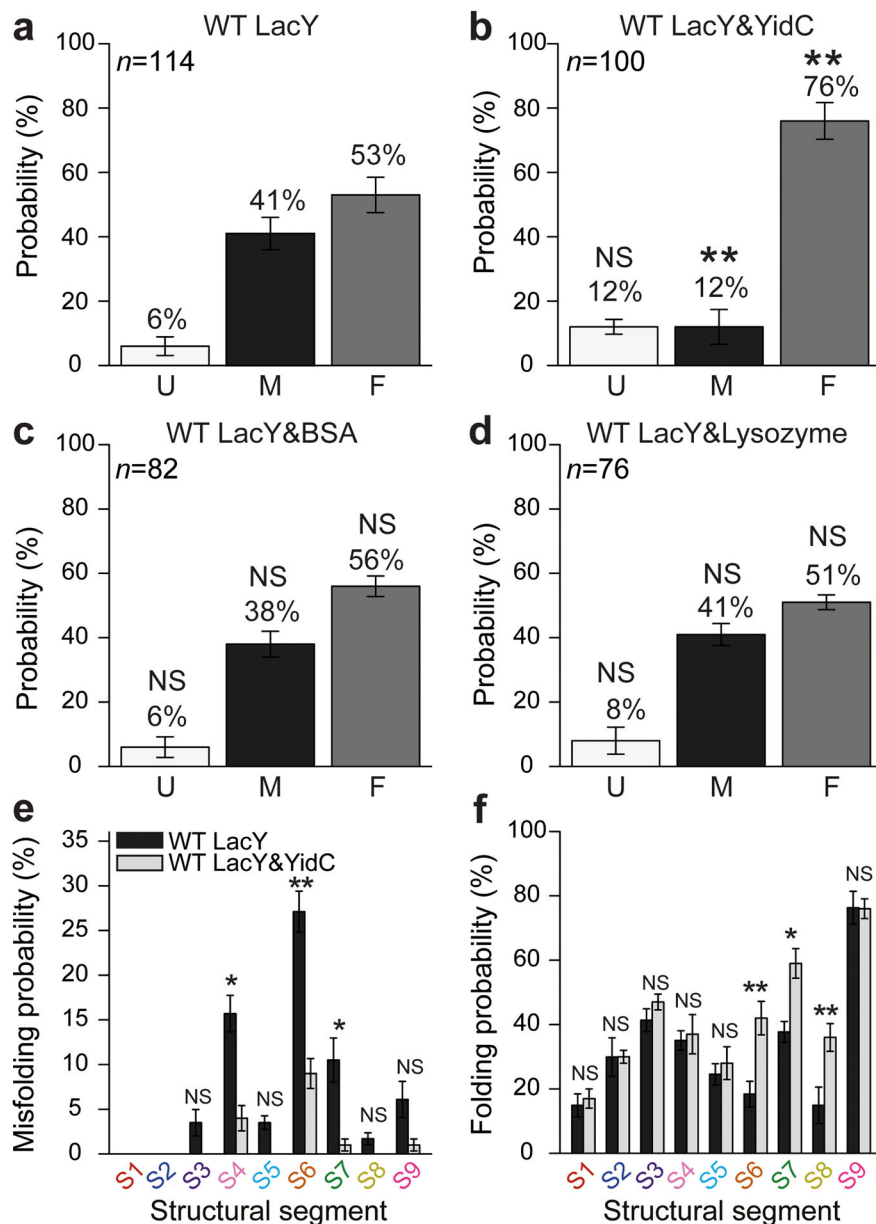 a
WT LacY
n=114
Probability (%)
100
80
60
40
20
0
6%
41%
53%
U
M
F
b
WT LacY&YidC
n=100
Probability (%)
100
80
60
40
20
0
NS
12%
**
12%
**
76%
U
M
F
c
WT LacY&BSA
n=82
Probability (%)
100
80
60
40
20
0
NS
6%
NS
38%
NS
56%
U
M
F
d
WT LacY&Lysozyme
n=76
Probability (%)
100
80
60
40
20
0
NS
8%
NS
41%
NS
51%
U
M
F
e
WT LacY
WT LacY&YidC
Misfolding probability (%)
35
30
25
20
15
10
5
0
NS
*
NS
**
*
NS
NS
S1
S2
S3
S4
S5
S6
S7
S8
S9
Structural segment
f
Folding probability (%)
100
80
60
40
20
0
NS
NS
NS
NS
NS
**
*
**
NS
S1
S2
S3
S4
S5
S6
S7
S8
S9
Structural segment